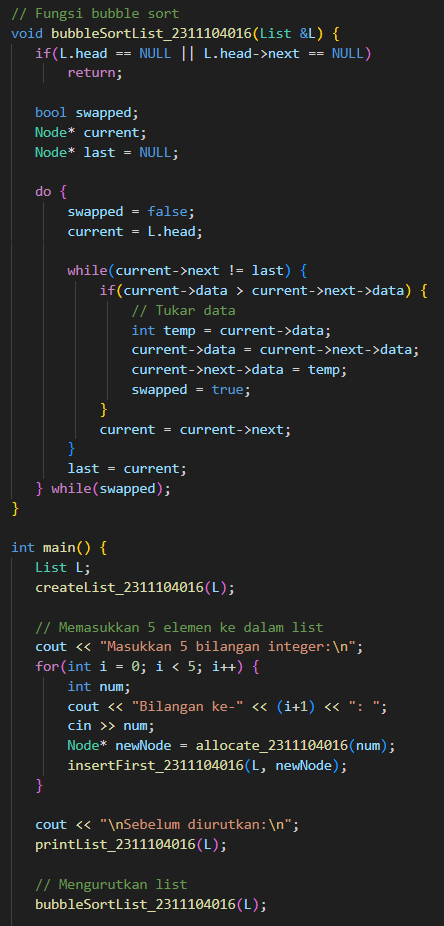 // Fungsi bubble sort
void bubbleSortList_2311104016(List &L) {
if(L.head == NULL || L.head->next == NULL)
return;
bool swapped;
Node* current;
Node* last = NULL;
do {
swapped = false;
current = L.head;
while(current->next != last) {
if(current->data > current->next->data) {
// Tukar data
int temp = current->data;
current->data = current->next->data;
current->next->data = temp;
swapped = true;
}
current = current->next;
}
last = current;
} while(swapped);
}
int main() {
List L;
createList_2311104016(L);
// Memasukkan 5 elemen ke dalam list
cout << "Masukkan 5 bilangan integer:\n";
for(int i = 0; i < 5; i++) {
int num;
cout << "Bilangan ke-" << (i+1) << ": ";
cin >> num;
Node* newNode = allocate_2311104016(num);
insertFirst_2311104016(L, newNode);
}
cout << "\nSebelum diurutkan:\n";
printList_2311104016(L);
// Mengurutkan list
bubbleSortList_2311104016(L);